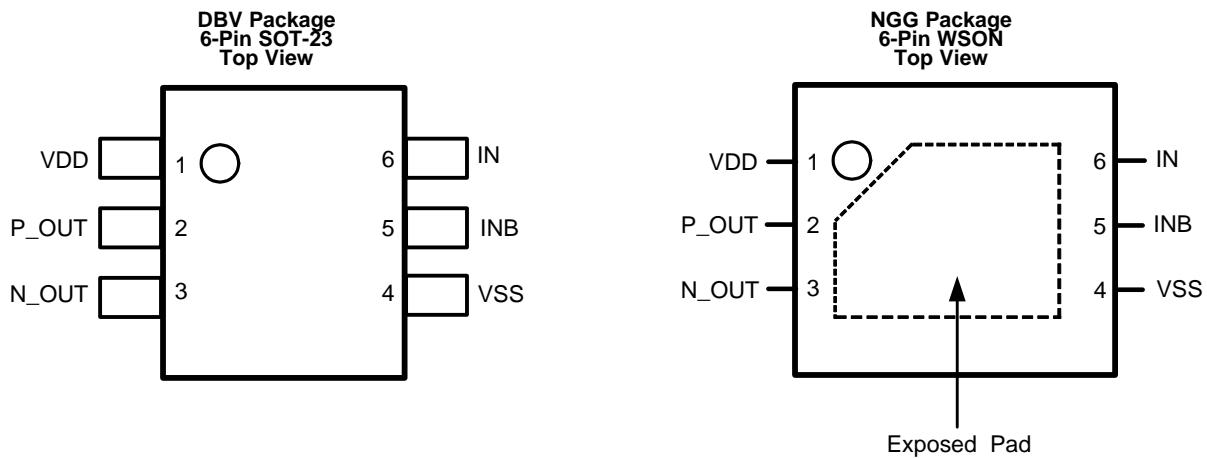 DBV Package
6-Pin SOT-23
Top View
VDD
1
6
IN
P_OUT
2
5
INB
N_OUT
3
4
VSS
NGG Package
6-Pin WSON
Top View
VDD
1
6
IN
P_OUT
2
5
INB
N_OUT
3
4
VSS
Exposed Pad